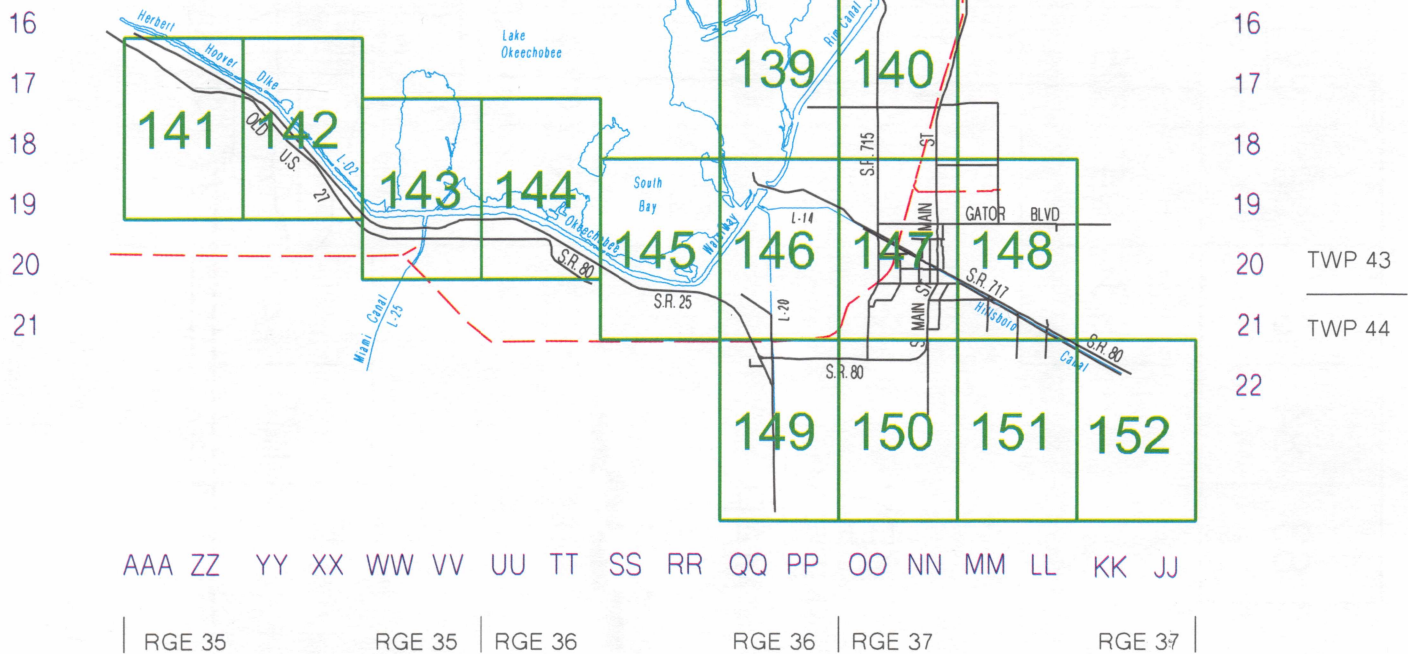 16
Herbert
Hoover
Dike
Lake
Okeechobee
Rim Canal
16
17
139
140
17
18
141
142
OLD
U.S.
27
L-D2
S.R. 715
ST
18
19
143
144
South
Bay
MAIN
GATOR BLVD
19
Okeechobee
Waterway
L-14
20
145
146
147
148
20
TWP 43
S.R. 80
S.R. 25
L-20
ST
S.R. 717
Hillsboro
21
Miami Canal
L-25
S MAIN
21
TWP 44
S.R. 80
S.R. 80
Canal
22
149
150
151
152
AAA ZZ YY XX WW VV UU TT SS RR QQ PP OO NN MM LL KK JJ
RGE 35 RGE 35 RGE 36 RGE 36 RGE 37 RGE 37